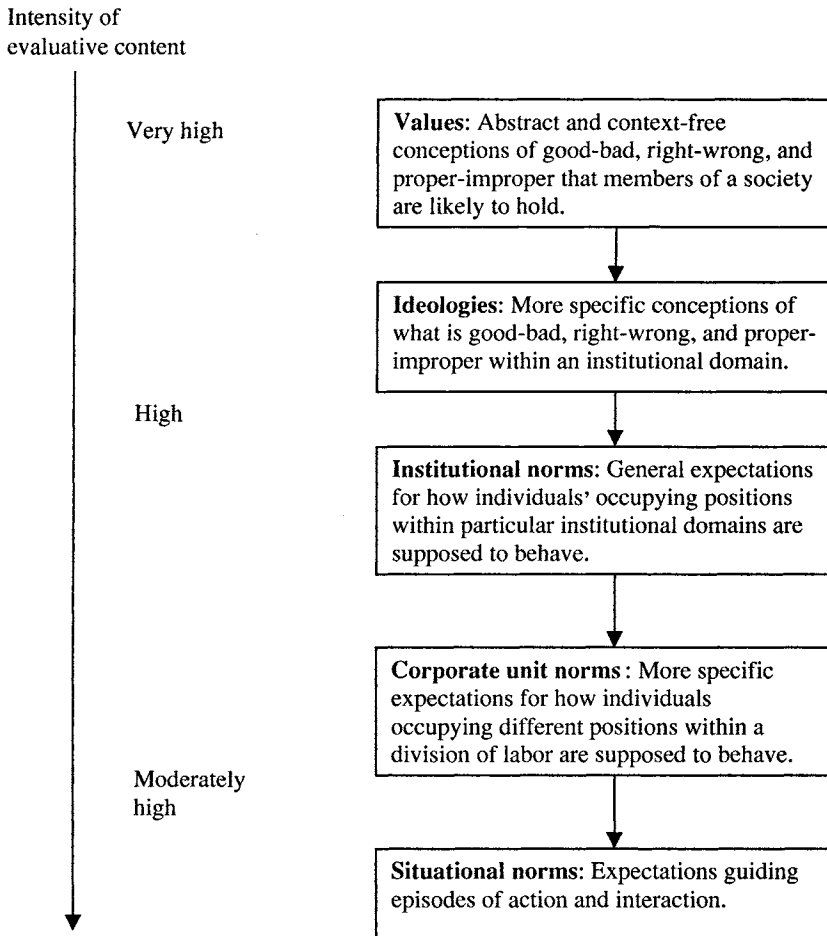 Intensity of
evaluative content
Very high
Values: Abstract and context-free
conceptions of good-bad, right-wrong, and
proper-improper that members of a society
are likely to hold.
Ideologies: More specific conceptions of
what is good-bad, right-wrong, and proper-
improper within an institutional domain.
High
Institutional norms: General expectations
for how individuals' occupying positions
within particular institutional domains are
supposed to behave.
Corporate unit norms : More specific
expectations for how individuals
occupying different positions within a
division of labor are supposed to behave.
Moderately
high
Situational norms: Expectations guiding
episodes of action and interaction.